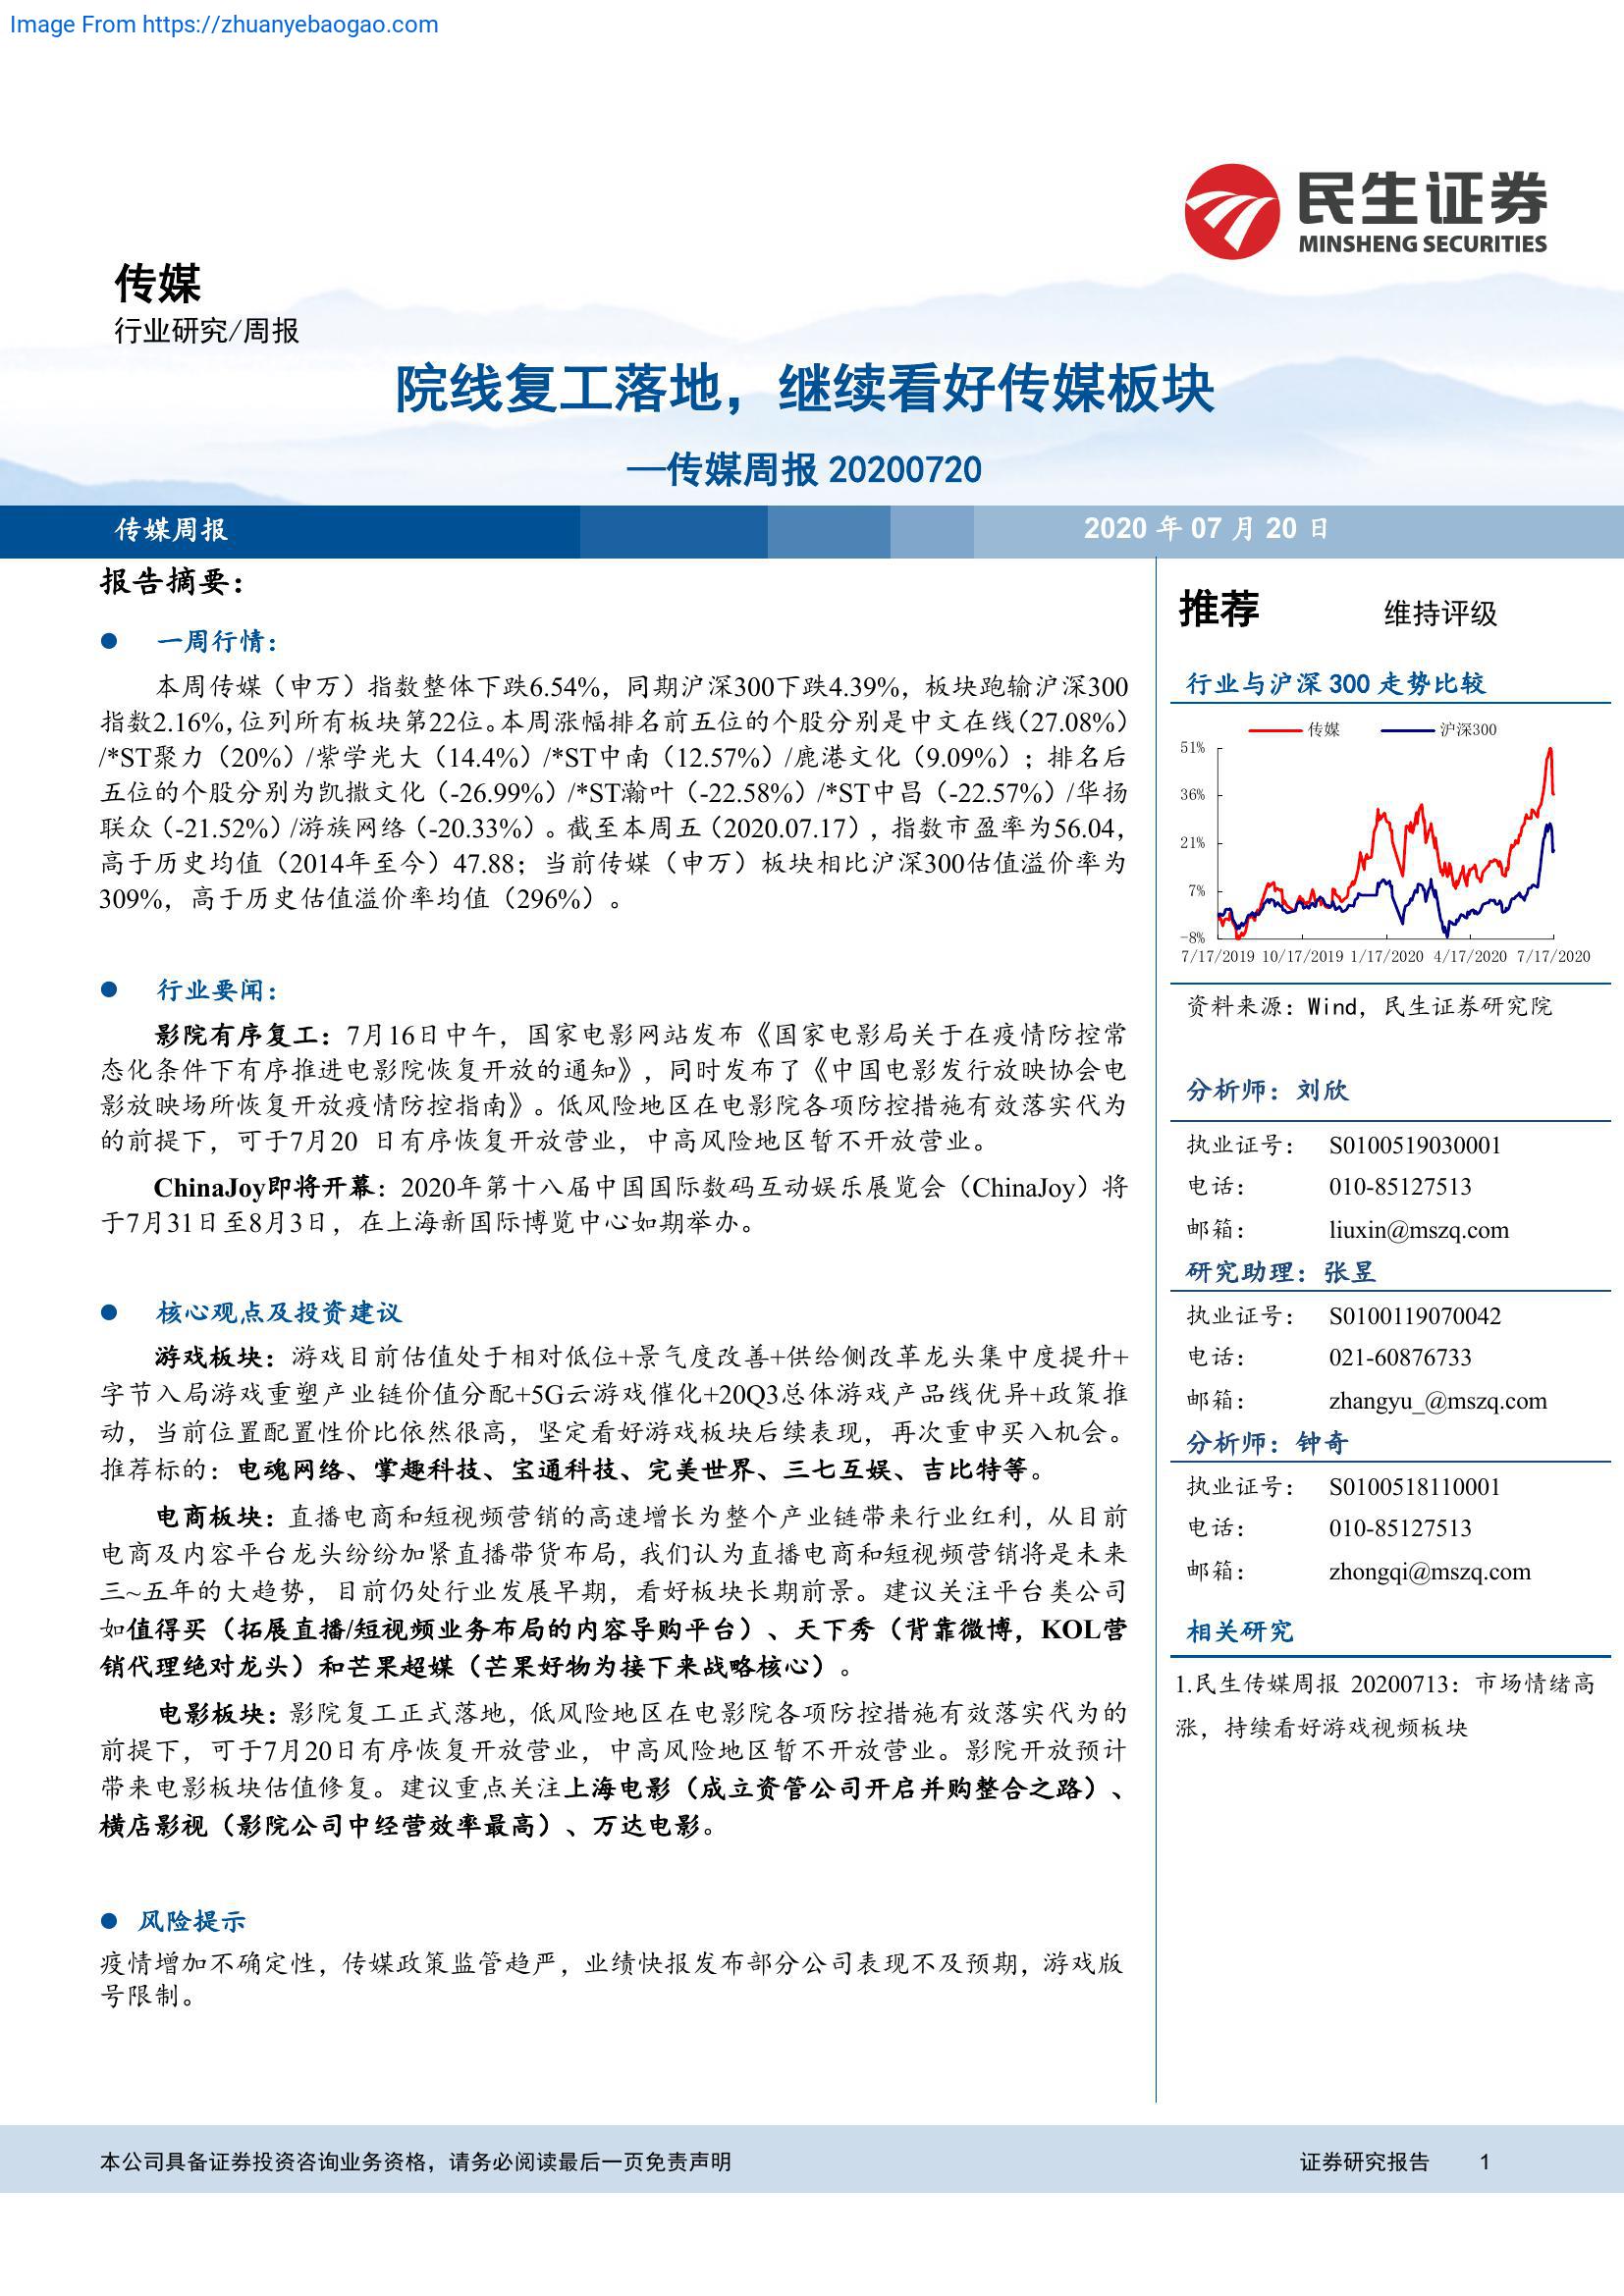 Image From https://zhuanyebaogao.com
民生证券
MINSHENG SECURITIES
传媒
行业研究/周报
院线复工落地，继续看好传媒板块
—传媒周报 20200720
传媒周报
2020 年 07 月 20 日
报告摘要：
● 一周行情：
本周传媒（申万）指数整体下跌6.54%，同期沪深300下跌4.39%，板块跑输沪深300
指数2.16%，位列所有板块第22位。本周涨幅排名前五位的个股分别是中文在线（27.08%）
/*ST聚力（20%）/紫学光大（14.4%）/*ST中南（12.57%）/鹿港文化（9.09%）；排名后
五位的个股分别为凯撒文化（-26.99%）/*ST瀚叶（-22.58%）/*ST中昌（-22.57%）/华扬
联众（-21.52%）/游族网络（-20.33%）。截至本周五（2020.07.17），指数市盈率为56.04，
高于历史均值（2014年至今）47.88；当前传媒（申万）板块相比沪深300估值溢价率为
309%，高于历史估值溢价率均值（296%）。
● 行业要闻：
影院有序复工：7月16日中午，国家电影网站发布《国家电影局关于在疫情防控常
态化条件下有序推进电影院恢复开放的通知》，同时发布了《中国电影发行放映协会电
影放映场所恢复开放疫情防控指南》。低风险地区在电影院各项防控措施有效落实代为
的前提下，可于7月20 日有序恢复开放营业，中高风险地区暂不开放营业。
ChinaJoy即将开幕：2020年第十八届中国国际数码互动娱乐展览会（ChinaJoy）将
于7月31日至8月3日，在上海新国际博览中心如期举办。
● 核心观点及投资建议
游戏板块：游戏目前估值处于相对低位+景气度改善+供给侧改革龙头集中度提升+
字节入局游戏重塑产业链价值分配+5G云游戏催化+20Q3总体游戏产品线优异+政策推
动，当前位置配置性价比依然很高，坚定看好游戏板块后续表现，再次重申买入机会。
推荐标的：电魂网络、掌趣科技、宝通科技、完美世界、三七互娱、吉比特等。
电商板块：直播电商和短视频营销的高速增长为整个产业链带来行业红利，从目前
电商及内容平台龙头纷纷加紧直播带货布局，我们认为直播电商和短视频营销将是未来
三~五年的大趋势，目前仍处行业发展早期，看好板块长期前景。建议关注平台类公司
如值得买（拓展直播/短视频业务布局的内容导购平台）、天下秀（背靠微博，KOL营
销代理绝对龙头）和芒果超媒（芒果好物为接下来战略核心）。
电影板块：影院复工正式落地，低风险地区在电影院各项防控措施有效落实代为的
前提下，可于7月20日有序恢复开放营业，中高风险地区暂不开放营业。影院开放预计
带来电影板块估值修复。建议重点关注上海电影（成立资管公司开启并购整合之路）、
横店影视（影院公司中经营效率最高）、万达电影。
● 风险提示
疫情增加不确定性，传媒政策监管趋严，业绩快报发布部分公司表现不及预期，游戏版
号限制。
推荐 维持评级
行业与沪深 300 走势比较
传媒 沪深300
51%
36%
21%
7%
-8%
7/17/2019 10/17/2019 1/17/2020 4/17/2020 7/17/2020
资料来源：Wind，民生证券研究院
分析师：刘欣
执业证号： S0100519030001
电话： 010-85127513
邮箱： liuxin@mszq.com
研究助理：张昱
执业证号： S0100119070042
电话： 021-60876733
邮箱： zhangyu_@mszq.com
分析师：钟奇
执业证号： S0100518110001
电话： 010-85127513
邮箱： zhongqi@mszq.com
相关研究
1.民生传媒周报 20200713：市场情绪高
涨，持续看好游戏视频板块
本公司具备证券投资咨询业务资格，请务必阅读最后一页免责声明
证券研究报告 1